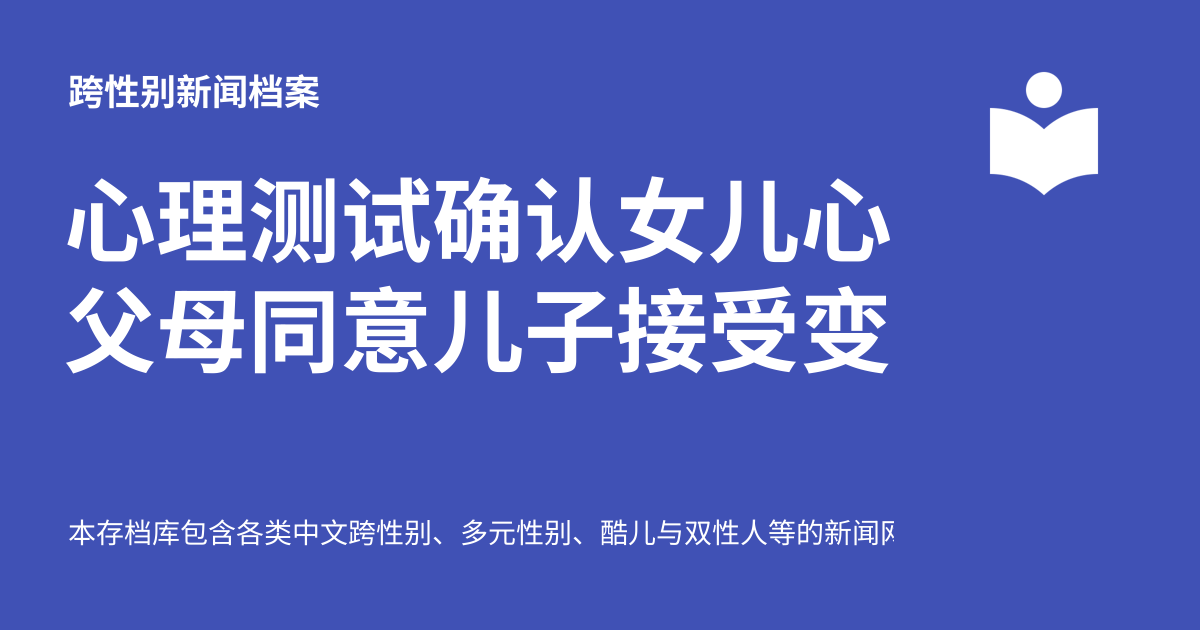 跨性别新闻档案
心理测试确认女儿心
父母同意儿子接受变
本存档库包含各类中文跨性别、多元性别、酷儿与双性人等的新闻网